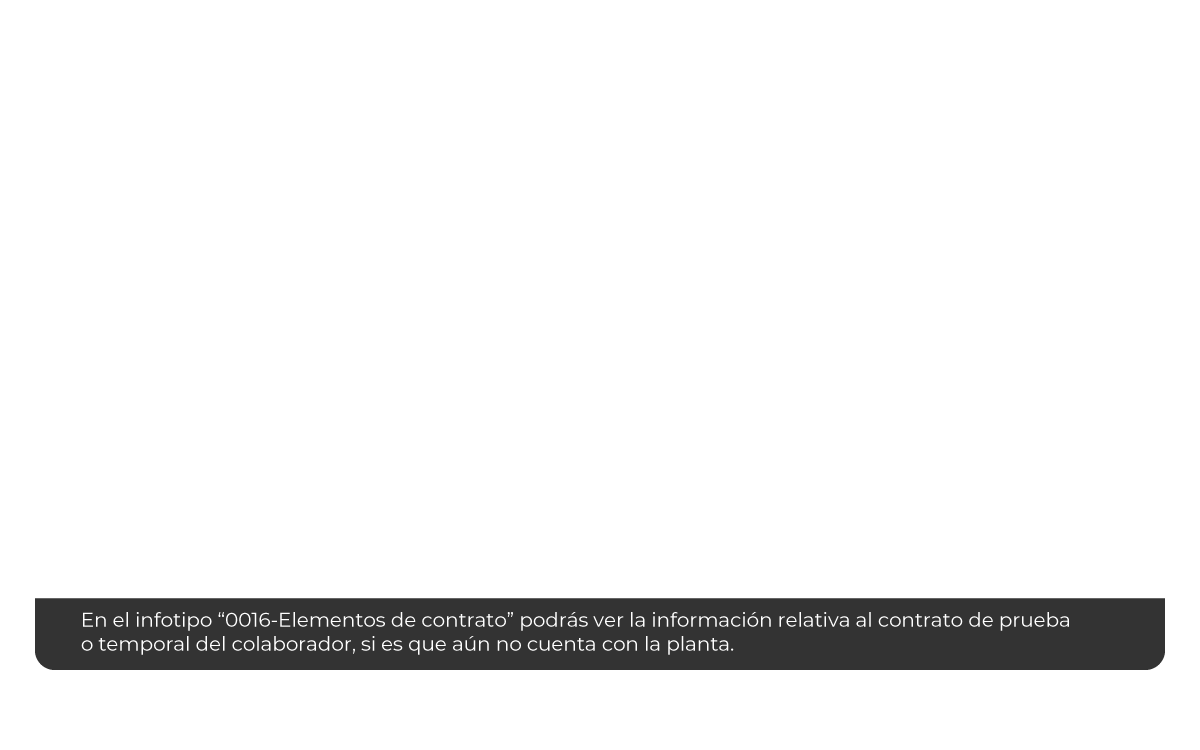 En el infotipo “0016-Elementos de contrato” podrás ver la información relativa al contrato de prueba
o temporal del colaborador, si es que aún no cuenta con la planta.